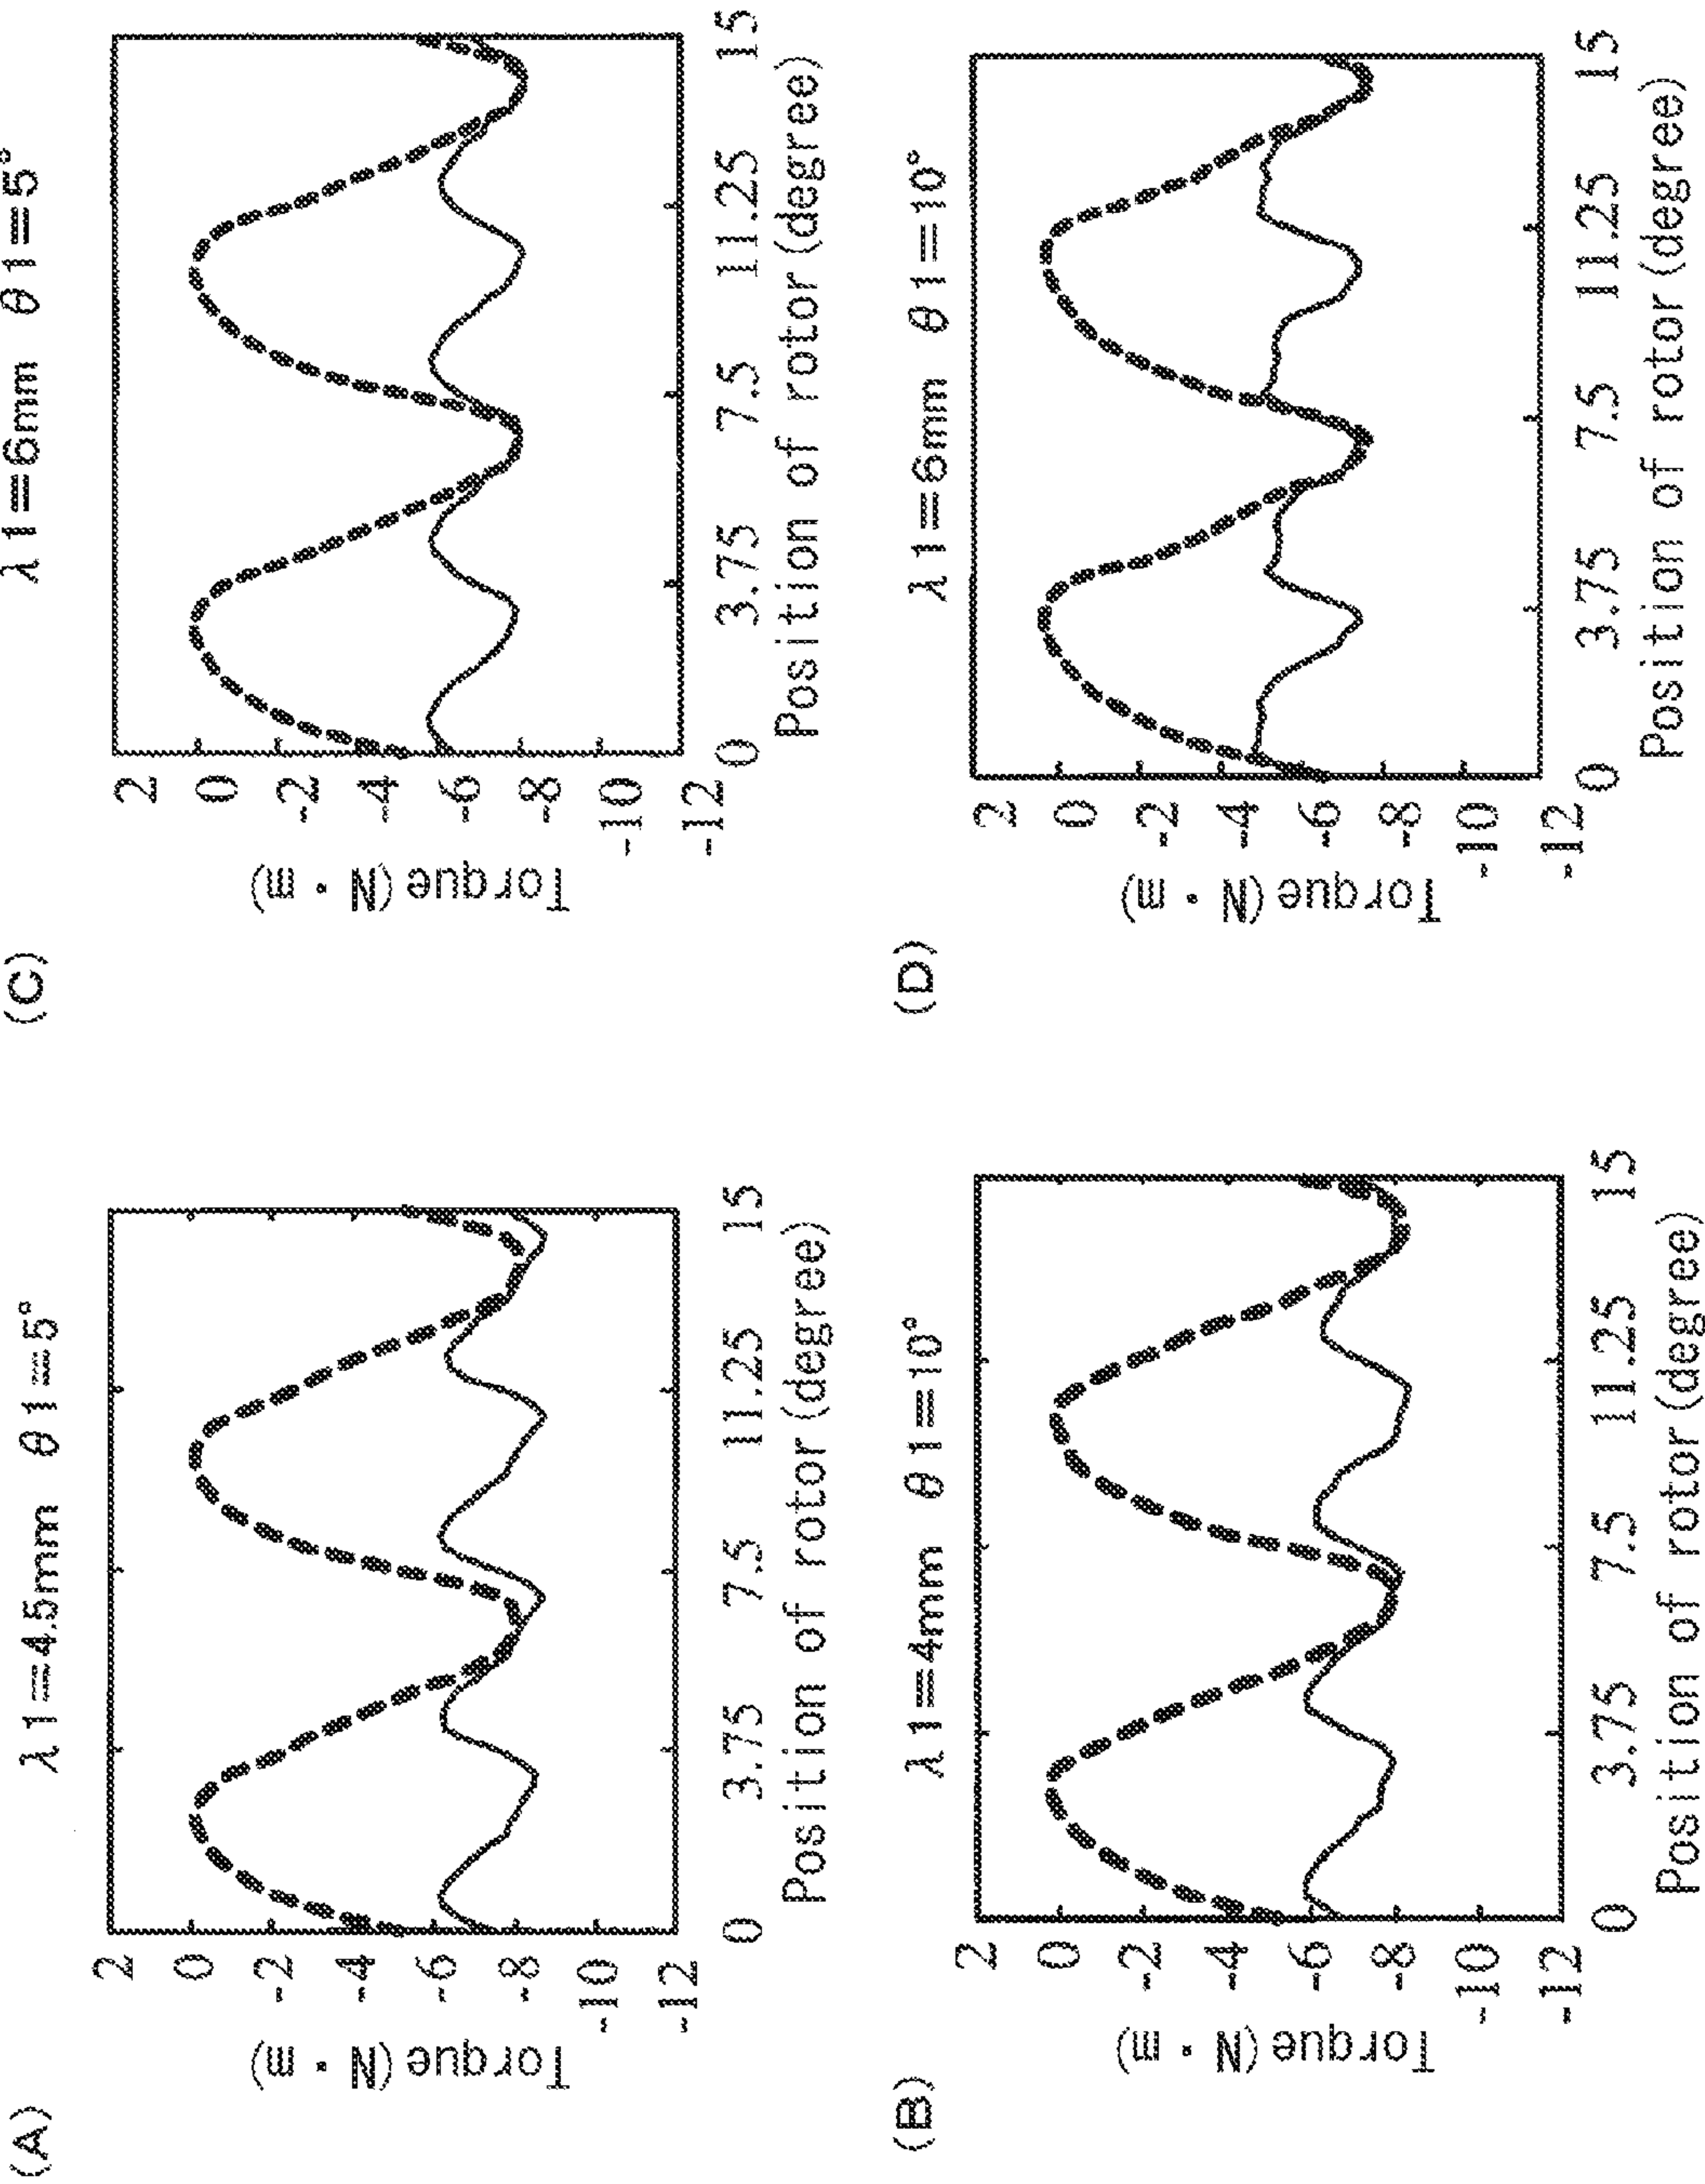 (A)
λ1=4.5mm θ1=5°
Torque(N・m)
2
0
-2
-4
-6
-8
-10
-12
0 3.75 7.5 11.25 15
Position of rotor(degree)
(B)
λ1=4mm θ1=10°
Torque(N・m)
2
0
-2
-4
-6
-8
-10
-12
0 3.75 7.5 11.25 15
Position of rotor(degree)
(C)
λ1=6mm θ1=5°
Torque(N・m)
2
0
-2
-4
-6
-8
-10
-12
0 3.75 7.5 11.25 15
Position of rotor(degree)
(D)
λ1=6mm θ1=10°
Torque(N・m)
2
0
-2
-4
-6
-8
-10
-12
0 3.75 7.5 11.25 15
Position of rotor(degree)